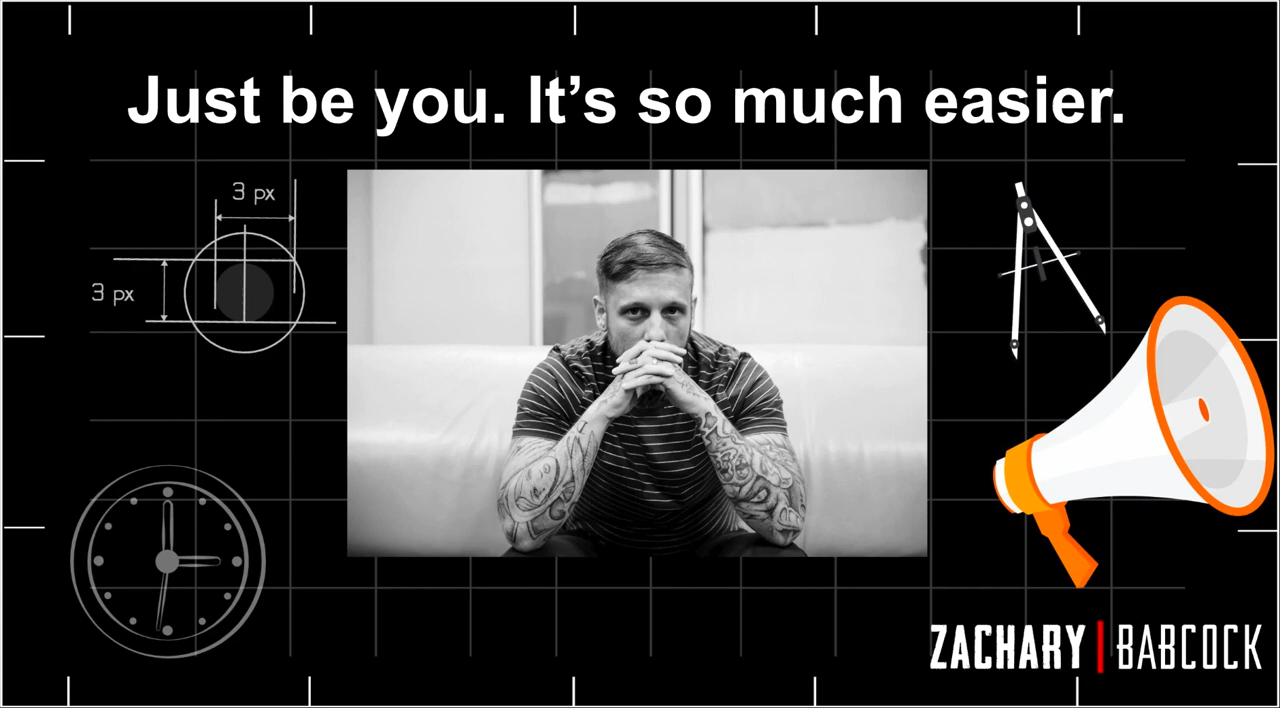 Just be you. It’s so much easier.
3 px
3 px
ZACHARY | BABCOCK